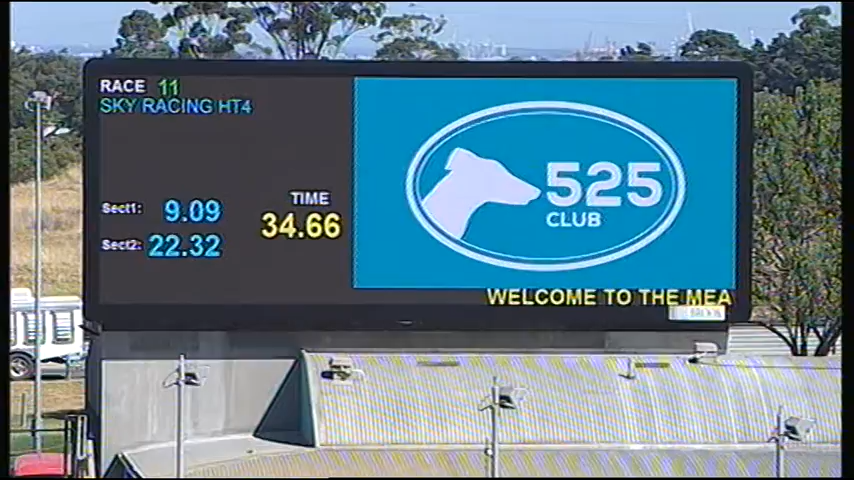 RACE 11
SKY RACING HT4
Sect1: 9.09
Sect2: 22.32
TIME
34.66
525
CLUB
WELCOME TO THE MEA